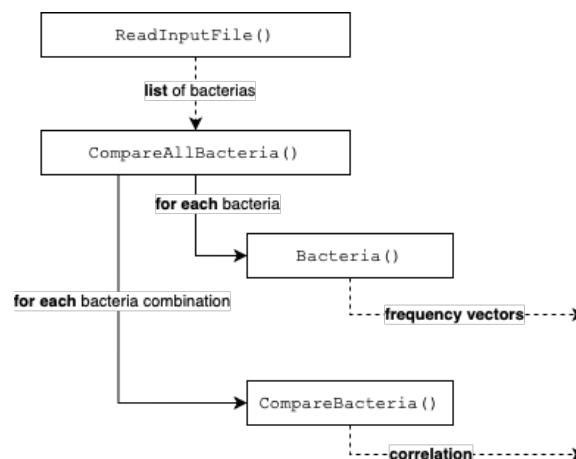 ReadInputFile()
list of bacterias
CompareAllBacteria()
for each bacteria
Bacteria()
for each bacteria combination
frequency vectors
CompareBacteria()
correlation